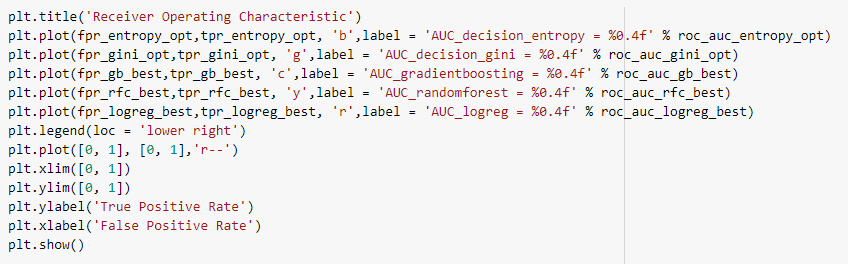 plt.title('Receiver Operating Characteristic')
plt.plot(fpr_entropy_opt,tpr_entropy_opt, 'b',label = 'AUC_decision_entropy = %0.4f' % roc_auc_entropy_opt)
plt.plot(fpr_gini_opt,tpr_gini_opt, 'g',label = 'AUC_decision_gini = %0.4f' % roc_auc_gini_opt)
plt.plot(fpr_gb_best,tpr_gb_best, 'c',label = 'AUC_gradientboosting = %0.4f' % roc_auc_gb_best)
plt.plot(fpr_rfc_best,tpr_rfc_best, 'y',label = 'AUC_randomforest = %0.4f' % roc_auc_rfc_best)
plt.plot(fpr_logreg_best,tpr_logreg_best, 'r',label = 'AUC_logreg = %0.4f' % roc_auc_logreg_best)
plt.legend(loc = 'lower right')
plt.plot([0, 1], [0, 1],'r--')
plt.xlim([0, 1])
plt.ylim([0, 1])
plt.ylabel('True Positive Rate')
plt.xlabel('False Positive Rate')
plt.show()